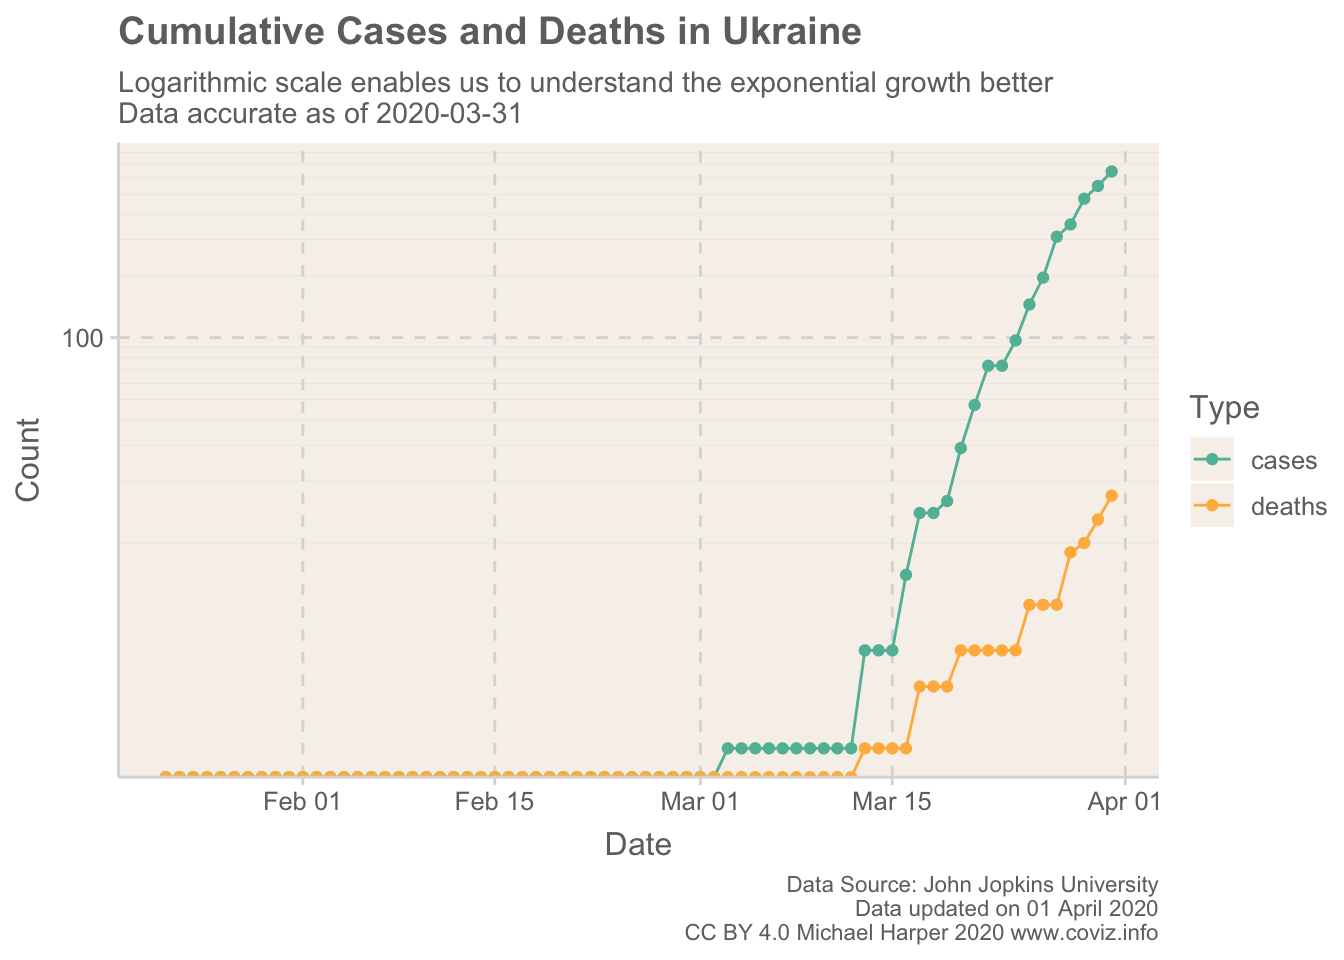 Cumulative Cases and Deaths in Ukraine
Logarithmic scale enables us to understand the exponential growth better
Data accurate as of 2020-03-31
100
Count
Feb 01
Feb 15
Mar 01
Mar 15
Apr 01
Date
Type
cases
deaths
Data Source: John Jopkins University
Data updated on 01 April 2020
CC BY 4.0 Michael Harper 2020 www.coviz.info